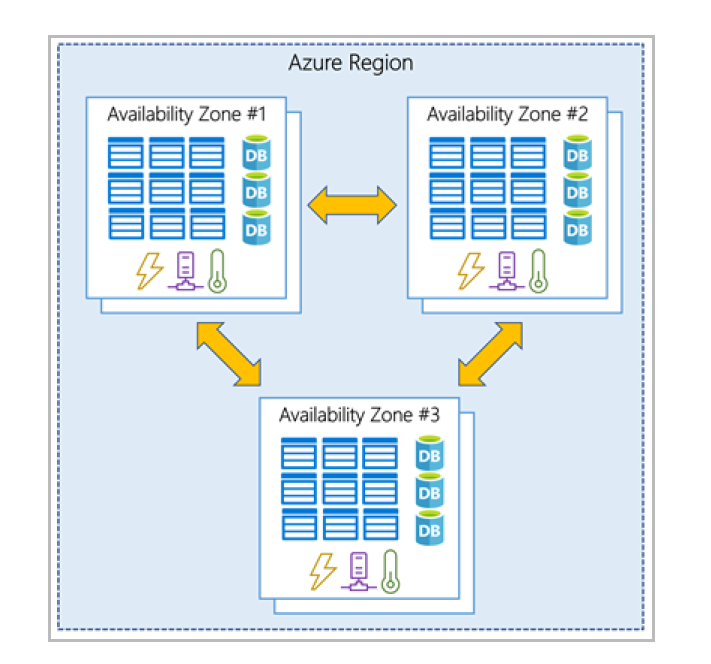 Azure Region
Availability Zone #1
DB
DB
DB
Availability Zone #2
DB
DB
DB
Availability Zone #3
DB
DB
DB